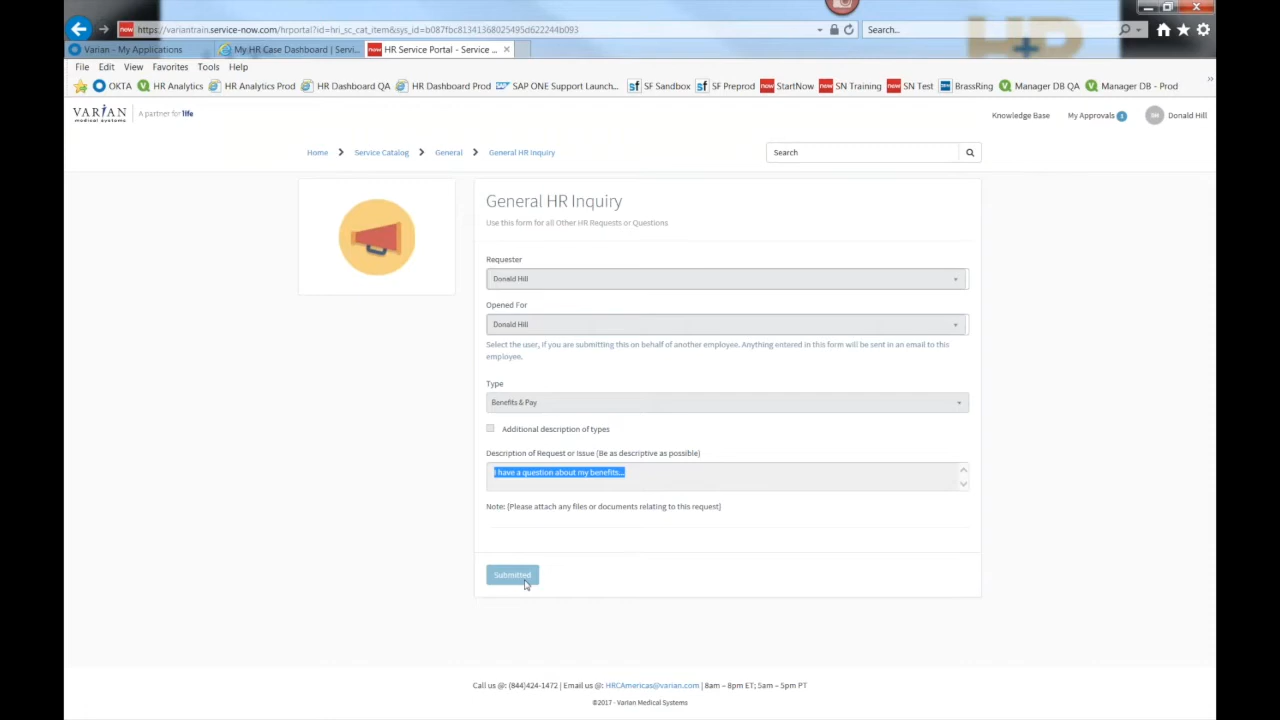 https://variantrain.service-now.com/hrportal?id=hri_sc_cat_item&sys_id=b087fbc81341368025495d622244b093
Search...
Varian - My Applications
My HR Case Dashboard | Servi...
HR Service Portal - Service ...
File Edit View Favorites Tools Help
OKTA HR Analytics HR Analytics Prod HR Dashboard QA HR Dashboard Prod SAP ONE Support Launch... SF Sandbox SF Preprod StartNow SN Training SN Test BrassRing Manager DB QA Manager DB - Prod
VARIAN
medical systems
A partner for life
Knowledge Base My Approvals Donald Hill
Home Service Catalog General General HR Inquiry
Search
General HR Inquiry
Use this form for all Other HR Requests or Questions
Requester
Donald Hill
Opened For
Donald Hill
Select the user, if you are submitting this on behalf of another employee. Anything entered in this form will be sent in an email to this
employee.
Type
Benefits & Pay
Additional description of types
Description of Request or Issue (Be as descriptive as possible)
I have a question about my benefits...
Note: [Please attach any files or documents relating to this request]
Submitted
Call us @: (844)424-1472 | Email us @: HRCAmericas@varian.com | 8am – 8pm ET; 5am – 5pm PT
©2017 - Varian Medical Systems